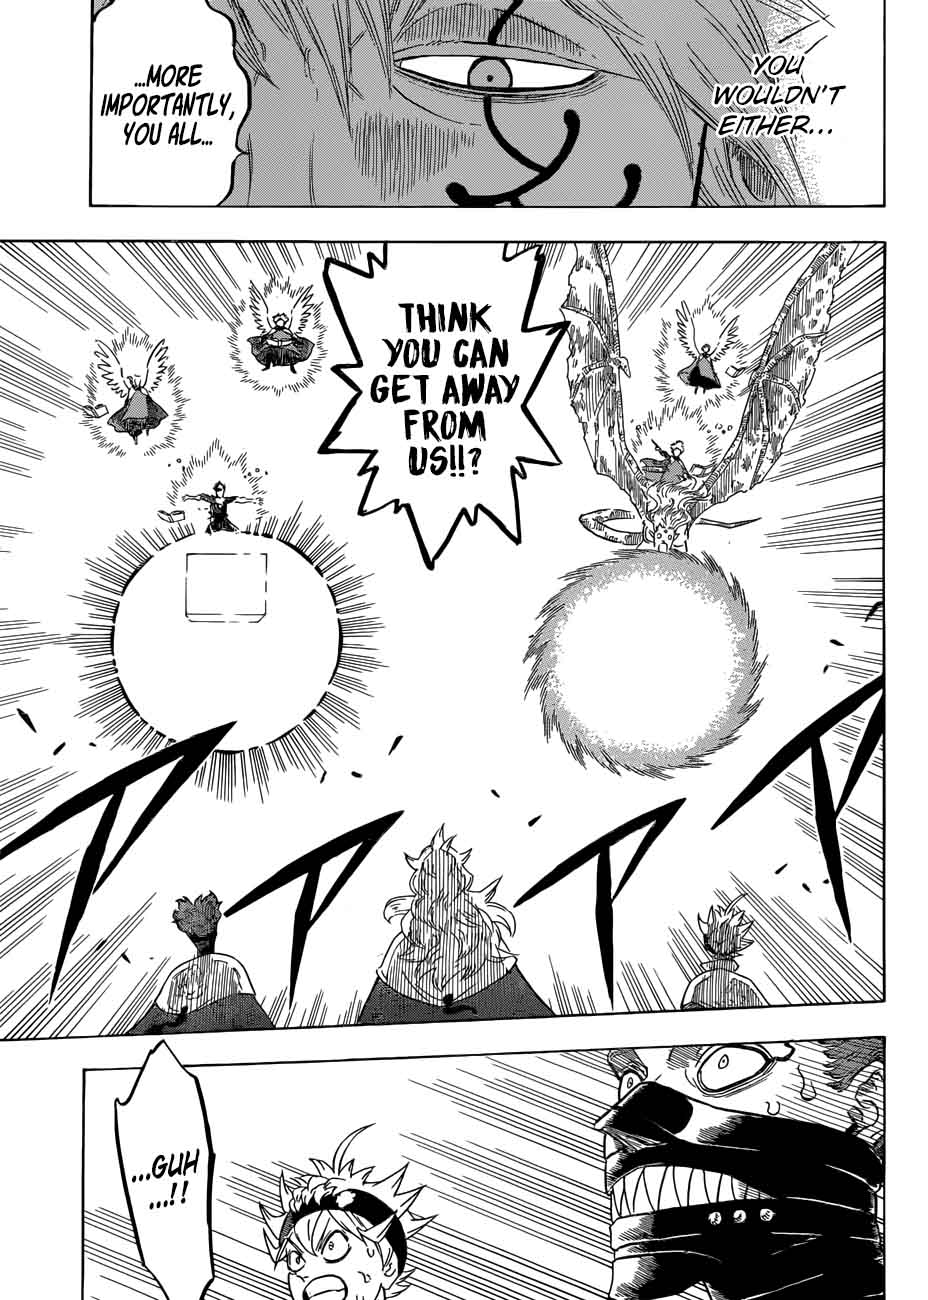 YOU
WOULDN'T
EITHER...
...MORE
IMPORTANTLY,
YOU ALL...
THINK
YOU CAN
GET AWAY
FROM
US!!?
...GUH
...!!